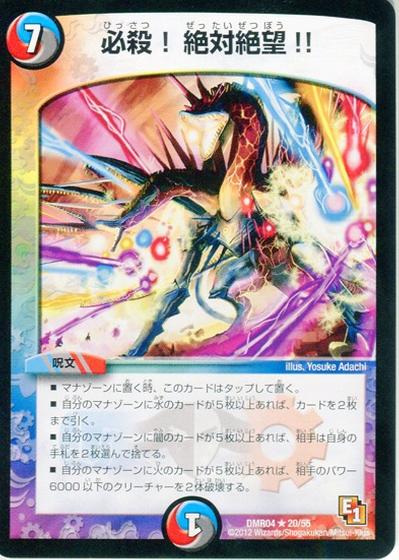 7
ひっさつ ぜったいぜつぼう
必殺！ 絶対絶望!!
呪文
illus. Yosuke Adachi
■ マナゾーンに置く時、このカードはタップして置く。
■ 自分のマナゾーンに水のカードが５枚以上あれば、カードを２枚
まで引く。
■ 自分のマナゾーンに闇のカードが５枚以上あれば、相手は自身の
手札を２枚選んで捨てる。
■ 自分のマナゾーンに火のカードが５枚以上あれば、相手のパワー
6000 以下のクリーチャーを２体破壊する。
E1
1
DMR04 ★ 20/55
©2012 Wizards/Shogakukan/Mitsui-Kids